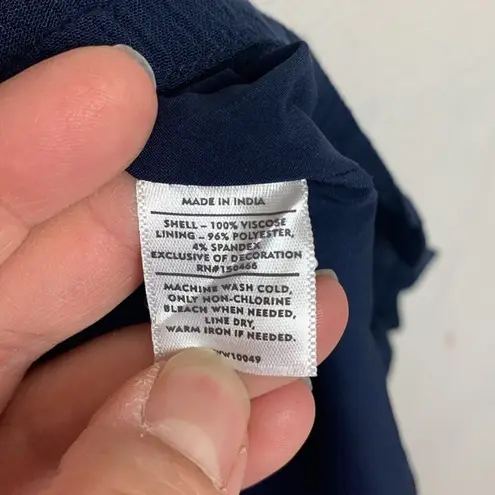 MADE IN INDIA
SHELL – 100% VISCOSE
LINING – 96% POLYESTER,
4% SPANDEX
EXCLUSIVE OF DECORATION
RN#150466
MACHINE WASH COLD,
ONLY NON-CHLORINE
BLEACH WHEN NEEDED,
LINE DRY,
WARM IRON IF NEEDED.